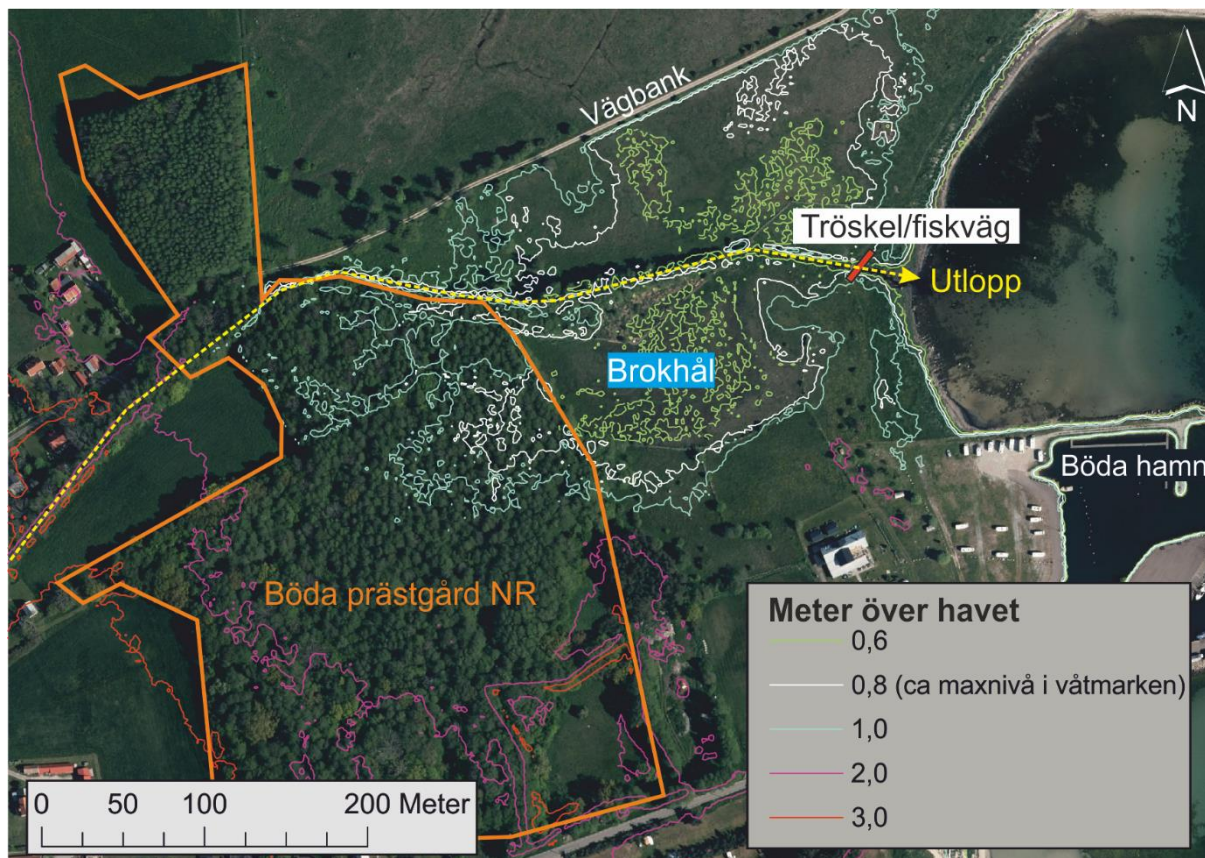 Vägbank
N
Tröskel/fiskväg
Utlopp
Brokhål
Böda hamn
Böda prästgård NR
Meter över havet
0,6
0,8 (ca maxnivå i våtmarken)
1,0
2,0
3,0
0 50 100 200 Meter